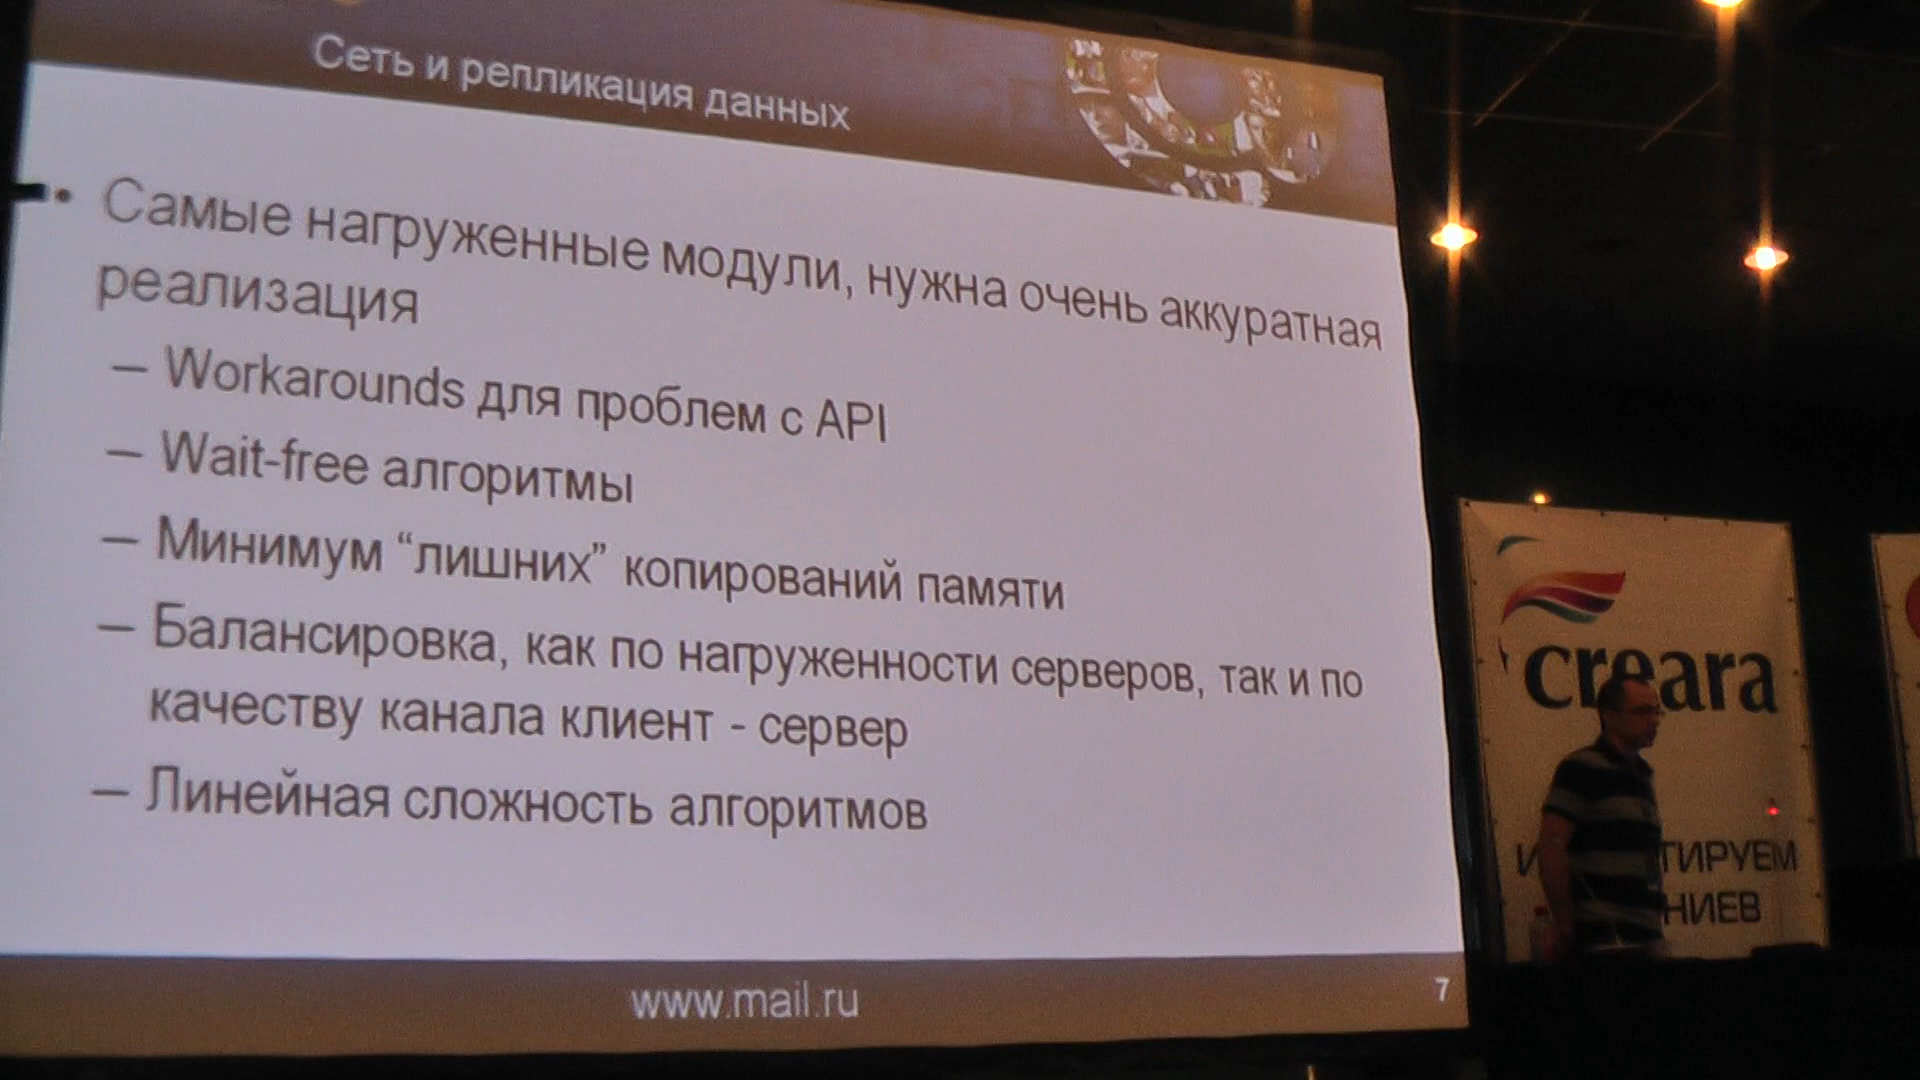 Сеть и репликация данных
• Самые нагруженные модули, нужна очень аккуратная
реализация
– Workarounds для проблем с API
– Wait-free алгоритмы
– Минимум “лишних” копирований памяти
– Балансировка, как по нагруженности серверов, так и по
качеству канала клиент - сервер
– Линейная сложность алгоритмов
www.mail.ru
7
creara